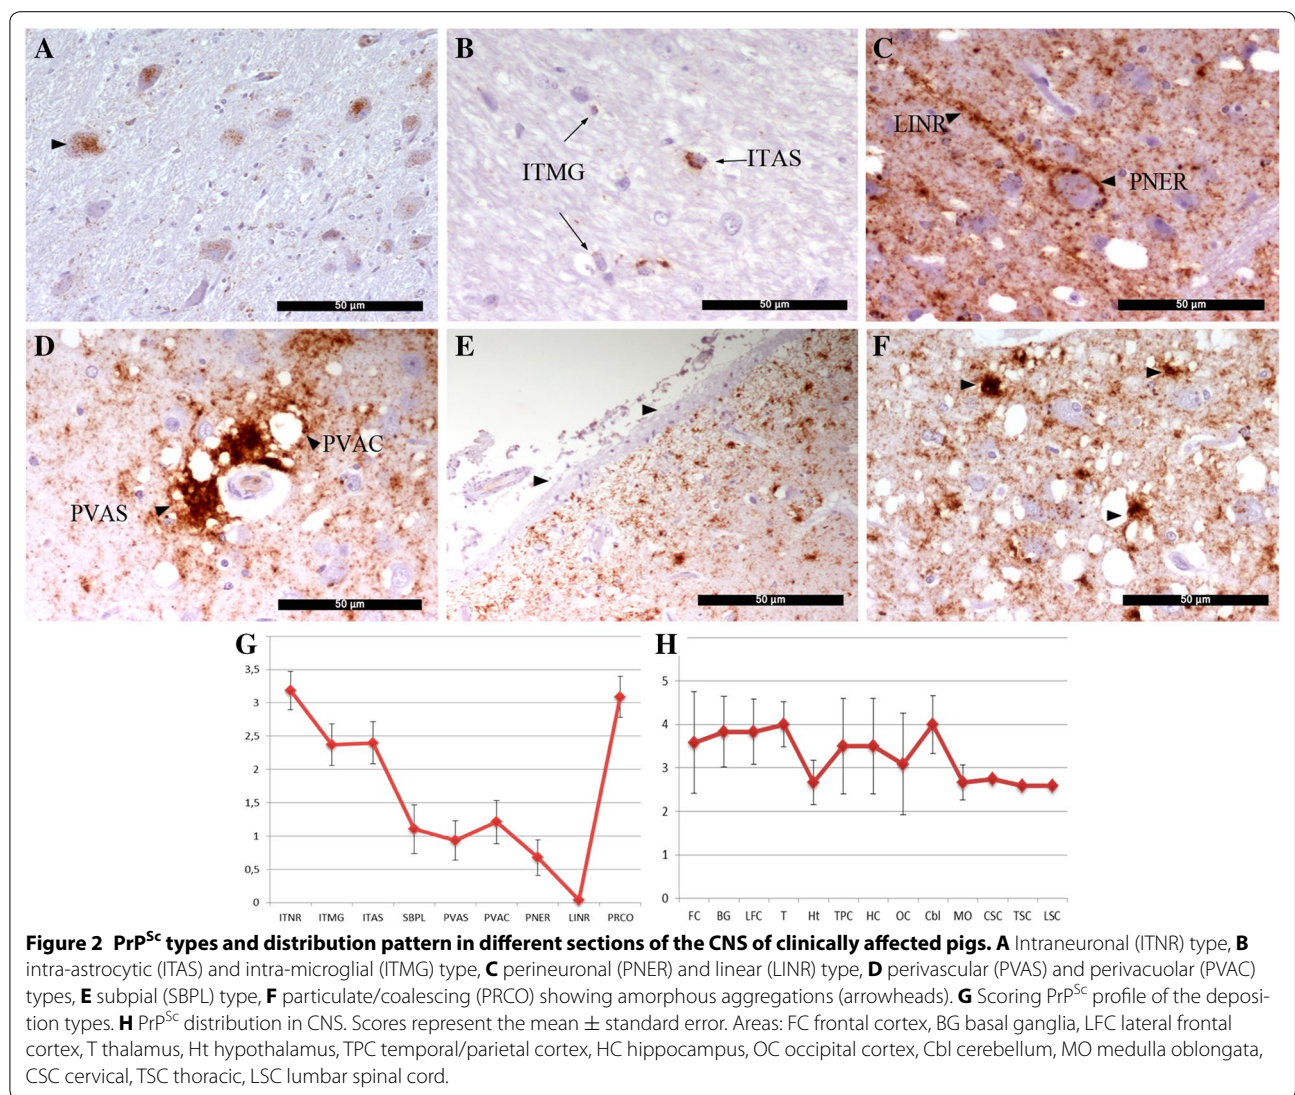 A
B
C
ITMG
ITAS
LINR
PNER
50 µm
50 µm
50 µm
D
E
F
PVAC
PVAS
50 µm
50 µm
50 µm
G
3,5
3
2,5
2
1,5
1
0,5
0
ITNR ITMG ITAS SBPL PVAS PVAC PNER LINR PRCO
H
5
4
3
2
1
0
FC BG LFC T Ht TPC HC OC Cbl MO CSC TSC LSC
Figure 2 PrPSc types and distribution pattern in different sections of the CNS of clinically affected pigs. A Intraneuronal (ITNR) type, B
intra-astrocytic (ITAS) and intra-microglial (ITMG) type, C perineuronal (PNER) and linear (LINR) type, D perivascular (PVAS) and perivacuolar (PVAC)
types, E subpial (SBPL) type, F particulate/coalescing (PRCO) showing amorphous aggregations (arrowheads). G Scoring PrPSc profile of the deposi-
tion types. H PrPSc distribution in CNS. Scores represent the mean ± standard error. Areas: FC frontal cortex, BG basal ganglia, LFC lateral frontal
cortex, T thalamus, Ht hypothalamus, TPC temporal/parietal cortex, HC hippocampus, OC occipital cortex, Cbl cerebellum, MO medulla oblongata,
CSC cervical, TSC thoracic, LSC lumbar spinal cord.